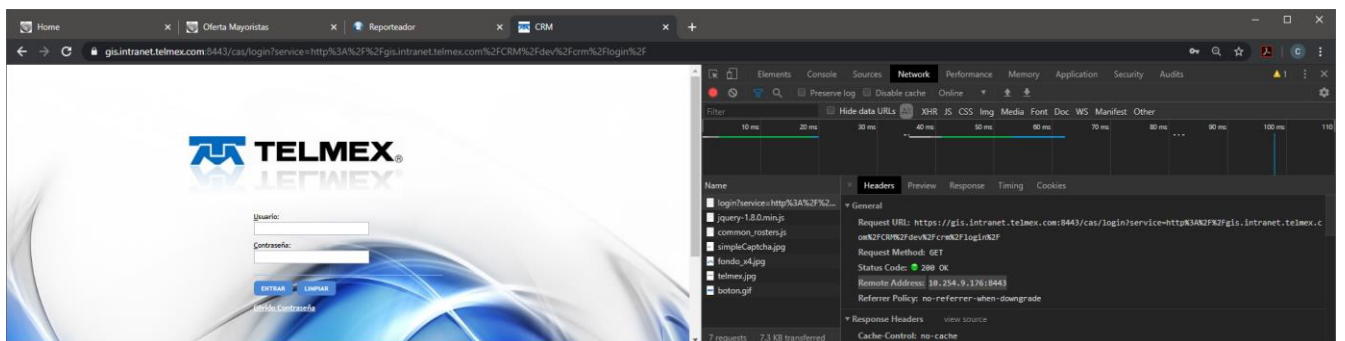 Home × Oferta Mayoristas × Reporteador × CRM × +
gis.intranet.telmex.com:8443/cas/login?service=http%3A%2F%2Fgis.intranet.telmex.com%2FCRM%2Fdev%2Fcrm%2Flogin%2F C
Elements Console Sources Network Performance Memory Application Security Audits 1
Preserve log Disable cache Online
Filter Hide data URLs All XHR JS CSS Img Media Font Doc WS Manifest Other
10 ms 20 ms 30 ms 40 ms 50 ms 60 ms 70 ms 80 ms 90 ms 100 ms 110
TELMEX®
Usuario:
Contraseña:
ENTRAR LIMPIAR
Olvido Contraseña
Name
login?service=http%3A%2F%2...
jquery-1.8.0.min.js
common_rosters.js
simpleCaptcha.jpg
fondo_x4.jpg
telmex.jpg
boton.gif
7 requests 7.3 KB transferred
× Headers Preview Response Timing Cookies
General
Request URL: https://gis.intranet.telmex.com:8443/cas/login?service=http%3A%2F%2Fgis.intranet.telmex.c
om%2FCRM%2Fdev%2Fcrm%2Flogin%2F
Request Method: GET
Status Code: 200 OK
Remote Address: 10.254.9.176:8443
Referrer Policy: no-referrer-when-downgrade
Response Headers view source
Cache-Control: no-cache